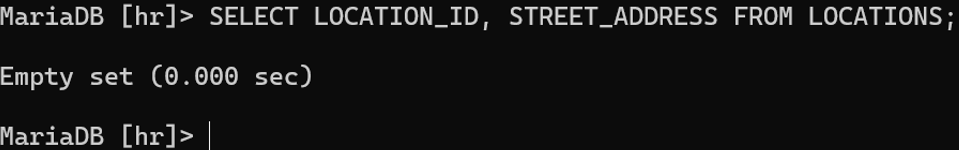 MariaDB [hr]> SELECT LOCATION_ID, STREET_ADDRESS FROM LOCATIONS;
Empty set (0.000 sec)
MariaDB [hr]>